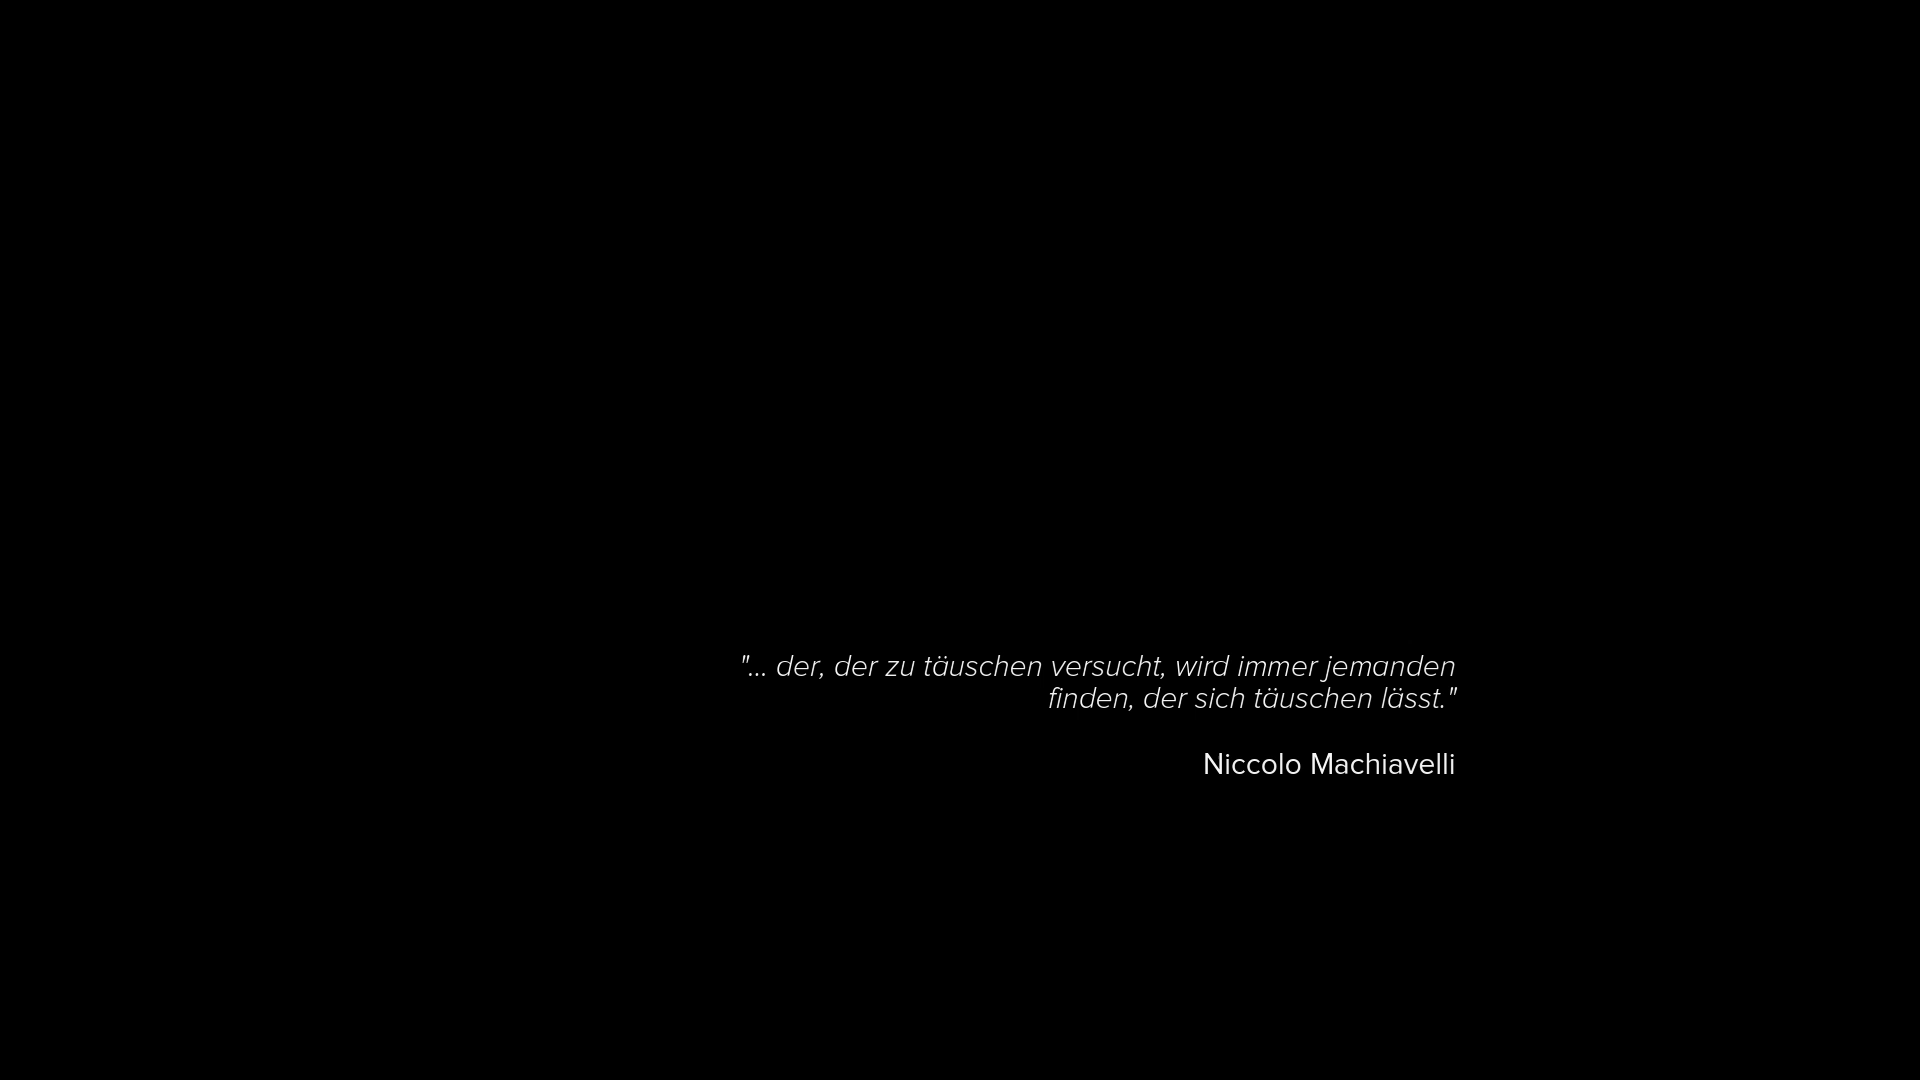 "... der, der zu täuschen versucht, wird immer jemanden
finden, der sich täuschen lässt."
Niccolo Machiavelli